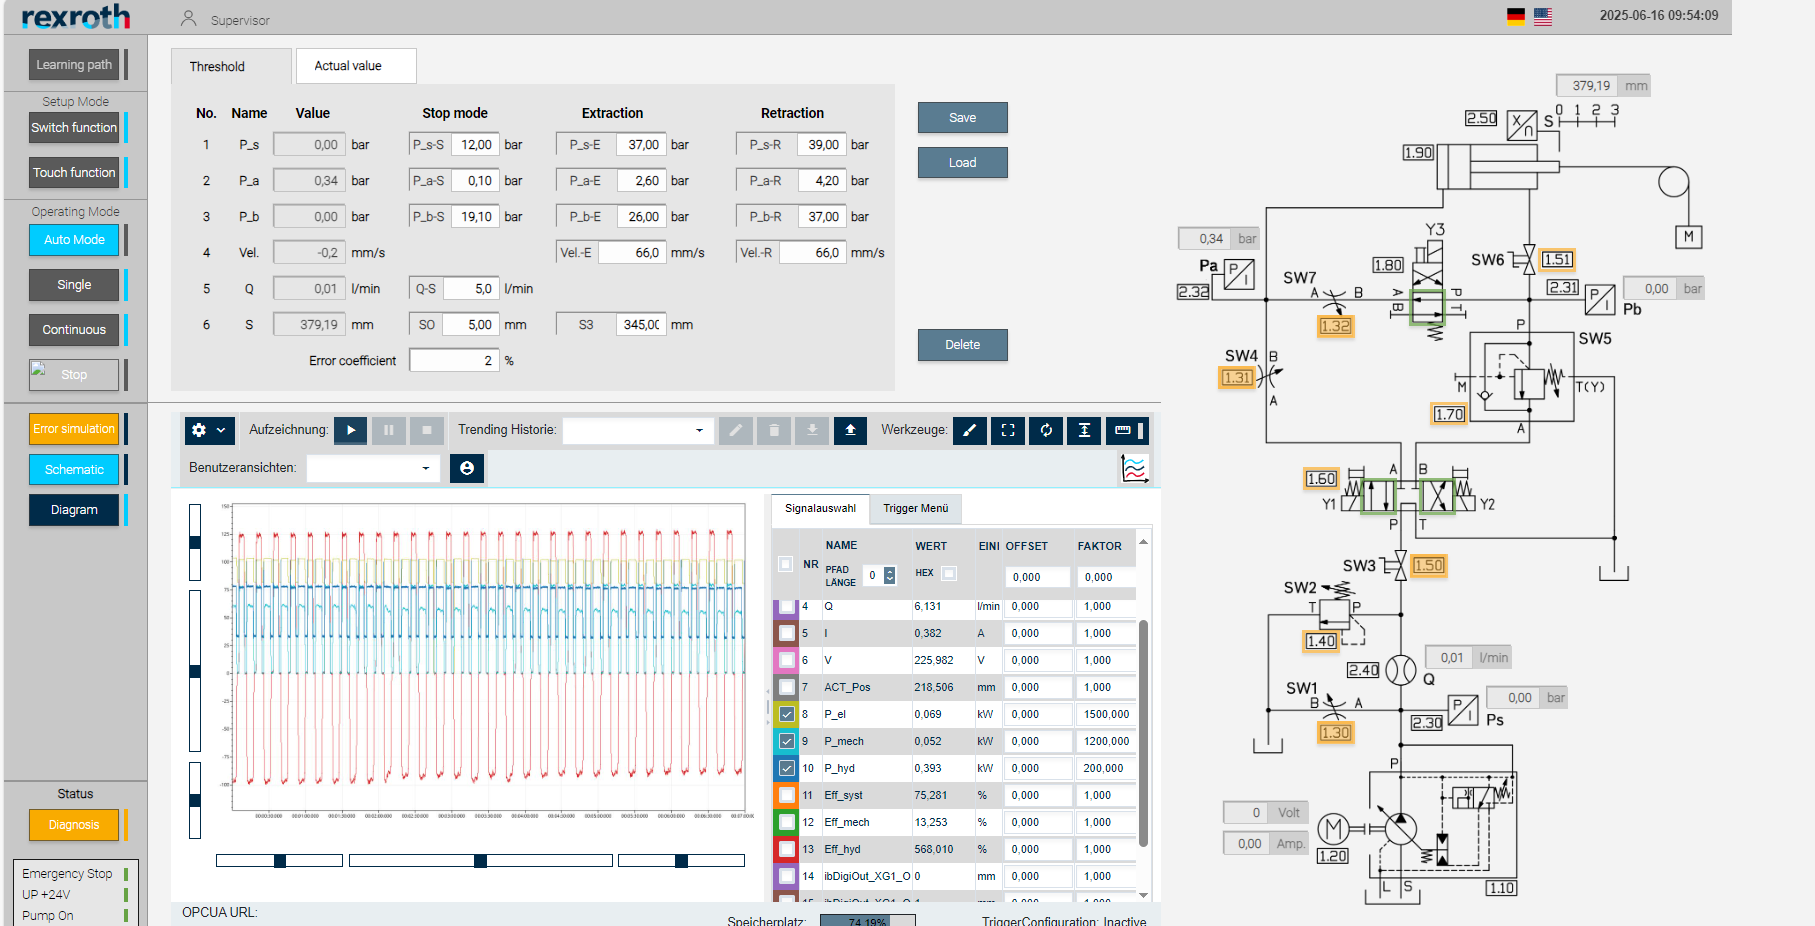 rexroth
Supervisor
2025-06-16 09:54:09
Learning path
Setup Mode
Switch function
Touch function
Operating Mode
Auto Mode
Single
Continuous
Stop
Error simulation
Schematic
Diagram
Status
Diagnosis
Emergency Stop
UP +24V
Pump On
Threshold
Actual value
No. Name Value Stop mode Extraction Retraction
1 P_s 0,00 bar P_s-S 12,00 bar P_s-E 37,00 bar P_s-R 39,00 bar
2 P_a 0,34 bar P_a-S 0,10 bar P_a-E 2,60 bar P_a-R 4,20 bar
3 P_b 0,00 bar P_b-S 19,10 bar P_b-E 26,00 bar P_b-R 37,00 bar
4 Vel. -0,2 mm/s Vel.-E 66,0 mm/s Vel.-R 66,0 mm/s
5 Q 0,01 l/min Q-S 5,0 l/min
6 S 379,19 mm SO 5,00 mm S3 345,00 mm
Error coefficient 2 %
Save
Load
Delete
Aufzeichnung: Trending Historie: Werkzeuge:
Benutzeransichten:
150
125
100
75
50
25
0
-25
-50
-75
-100
Signalauswahl Trigger Menü
NR NAME WERT EINI OFFSET FAKTOR
PFAD LÄNGE 0 HEX 0,000 0,000
4 Q 6,131 l/min 0,000 1,000
5 I 0,382 A 0,000 1,000
6 V 225,982 V 0,000 1,000
7 ACT_Pos 218,506 mm 0,000 1,000
8 P_el 0,069 kW 0,000 1500,000
9 P_mech 0,052 kW 0,000 1200,000
10 P_hyd 0,393 kW 0,000 200,000
11 Eff_syst 75,281 % 0,000 1,000
12 Eff_mech 13,253 % 0,000 1,000
13 Eff_hyd 568,010 % 0,000 1,000
14 ibDigiOut_XG1_O 0 mm 0,000 1,000
OPCUA URL:
Speicherplatz: 74.19% TriggerConfiguration: Inactive
379,19 mm
2.50 X/n S 0 1 2 3
1.90
M
0,34 bar
Pa P I
2.32
Y3
1.80
SW7
A B
1.32
A P
B T
SW6
1.51
2.31
P I
0,00 bar
Pb
P
SW5
M
T(Y)
1.70
A
SW4 B
1.31
A
A B
1.60
Y1 Y2
P T
SW3
1.50
SW2
T P
1.40
2.40
0,01 l/min
Q
SW1
B A
1.30
2.30
P I
0,00 bar
Ps
P
0 Volt
0,00 Amp.
M
1.20
L S
1.10